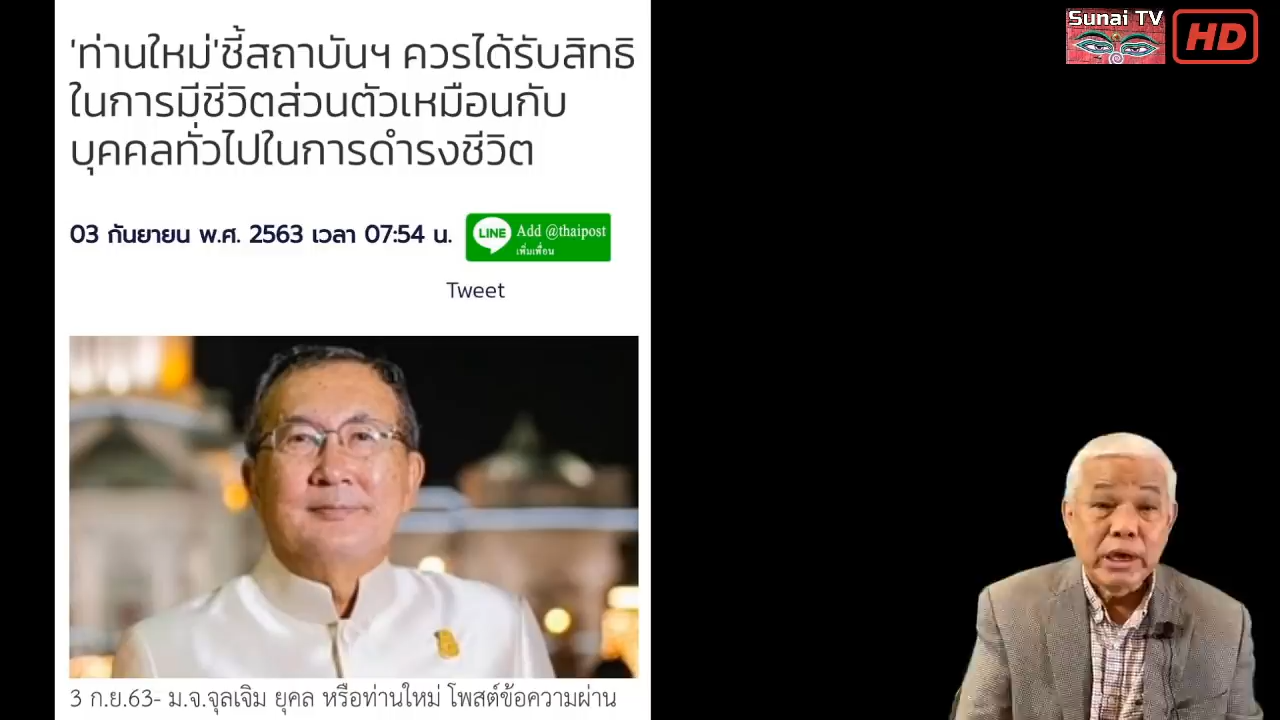 'ท่านใหม่'ชี้สถาบันฯ ควรได้รับสิทธิ
ในการมีชีวิตส่วนตัวเหมือนกับ
บุคคลทั่วไปในการดำรงชีวิต
03 กันยายน พ.ศ. 2563 เวลา 07:54 น.
LINE Add @thaipost
เพิ่มเพื่อน
Tweet
3 ก.ย.63- ม.จ.จุลเจิม ยุคล หรือท่านใหม่ โพสต์ข้อความผ่าน
Sunai TV
HD